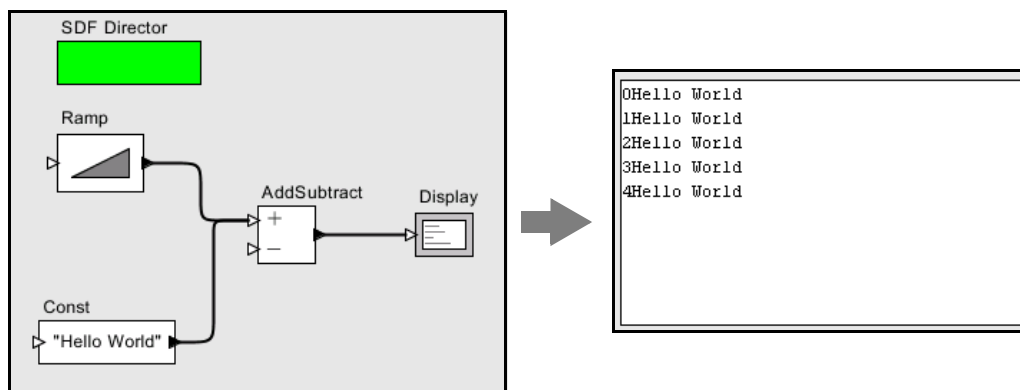 SDF Director
Ramp
AddSubtract
+
−
Display
Const
"Hello World"
0Hello World
1Hello World
2Hello World
3Hello World
4Hello World